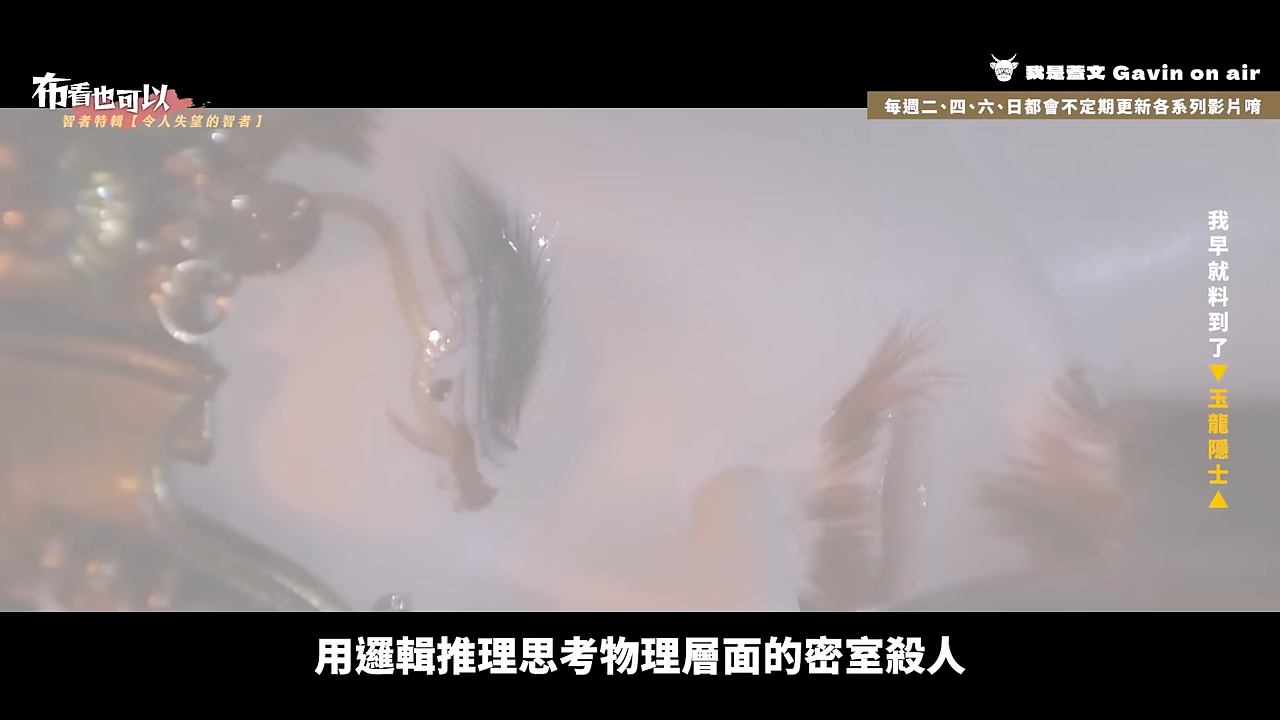 我是蓋文 Gavin on air
布看也可以
每週二、四、六、日都會不定期更新各系列影片唷
智者特輯【令人失望的智者】
我早就料到了▼玉龍隱士▲
用邏輯推理思考物理層面的密室殺人